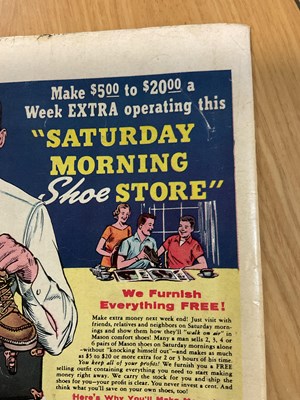 Make $5.00 to $20.00 a
Week EXTRA operating this
"SATURDAY
MORNING
Shoe STORE"
We Furnish
Everything FREE!
Make extra money next week end! Just visit with
friends, relatives and neighbors on Saturday morn-
ings and show them how they'll "walk on air" in
Mason comfort shoes! Many a man sells 2, 3, 4 or
6 pairs of Mason shoes on Saturday mornings alone
-without "knocking himself out"-and makes as much
as $5 to $20 or more extra for 2 or 3 hours of his time.
You keep all your profits! We furnish you a FREE
selling outfit containing everything you need to start making
money right away. We carry the stock for you-and ship the
shoes for you-your profit is clear. You never invest a cent. And
think what you'll save on your own shoes, too!
Here's Why You'll Make